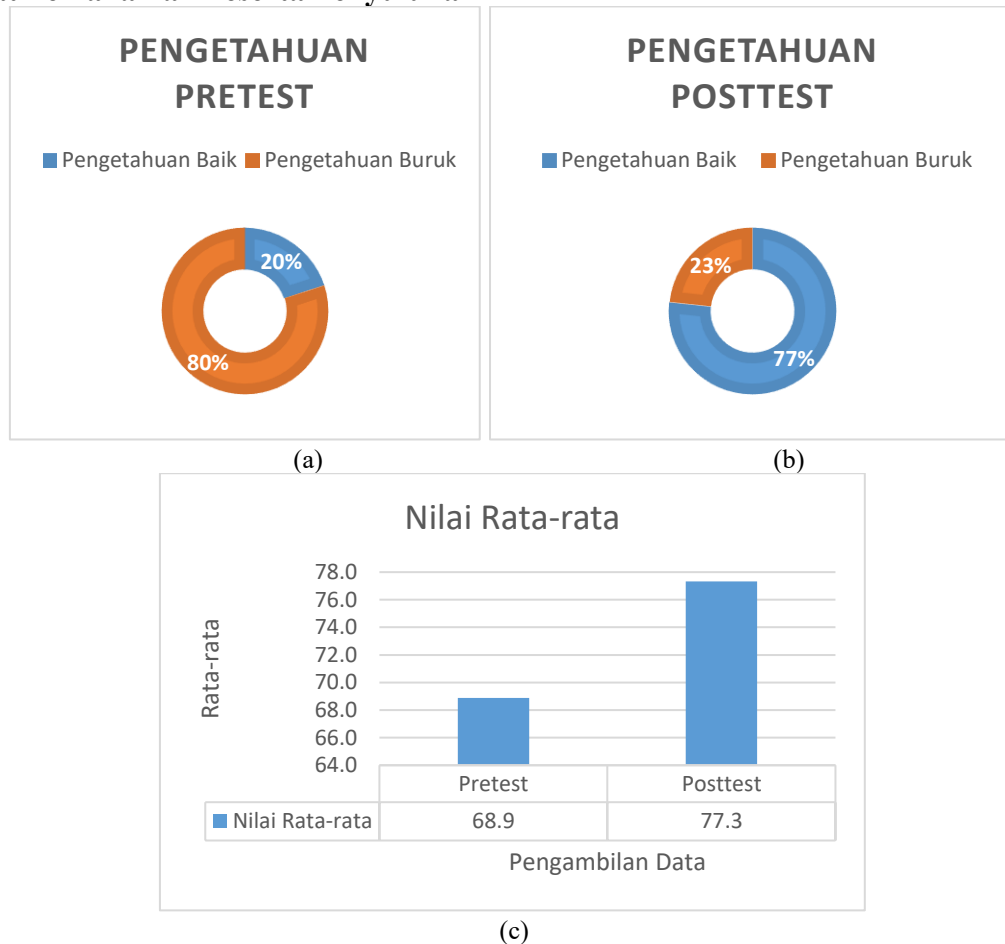 PENGETAHUAN
PRETEST
Pengetahuan Baik Pengetahuan Buruk
20%
80%
(a)
PENGETAHUAN
POSTTEST
Pengetahuan Baik Pengetahuan Buruk
23%
77%
(b)
Nilai Rata-rata
Rata-rata
78.0
76.0
74.0
72.0
70.0
68.0
66.0
64.0
Pretest Posttest
Nilai Rata-rata 68.9 77.3
Pengambilan Data
(c)